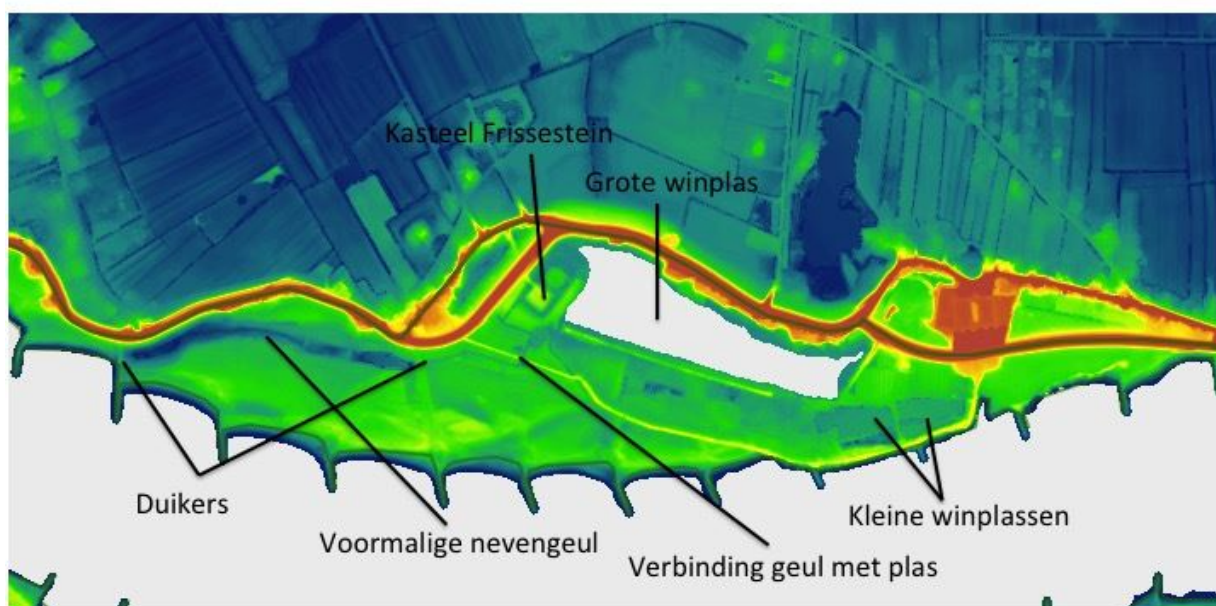 Kasteel Frissestein
Grote winplas
Duikers
Voormalige nevengeul
Verbinding geul met plas
Kleine winplassen